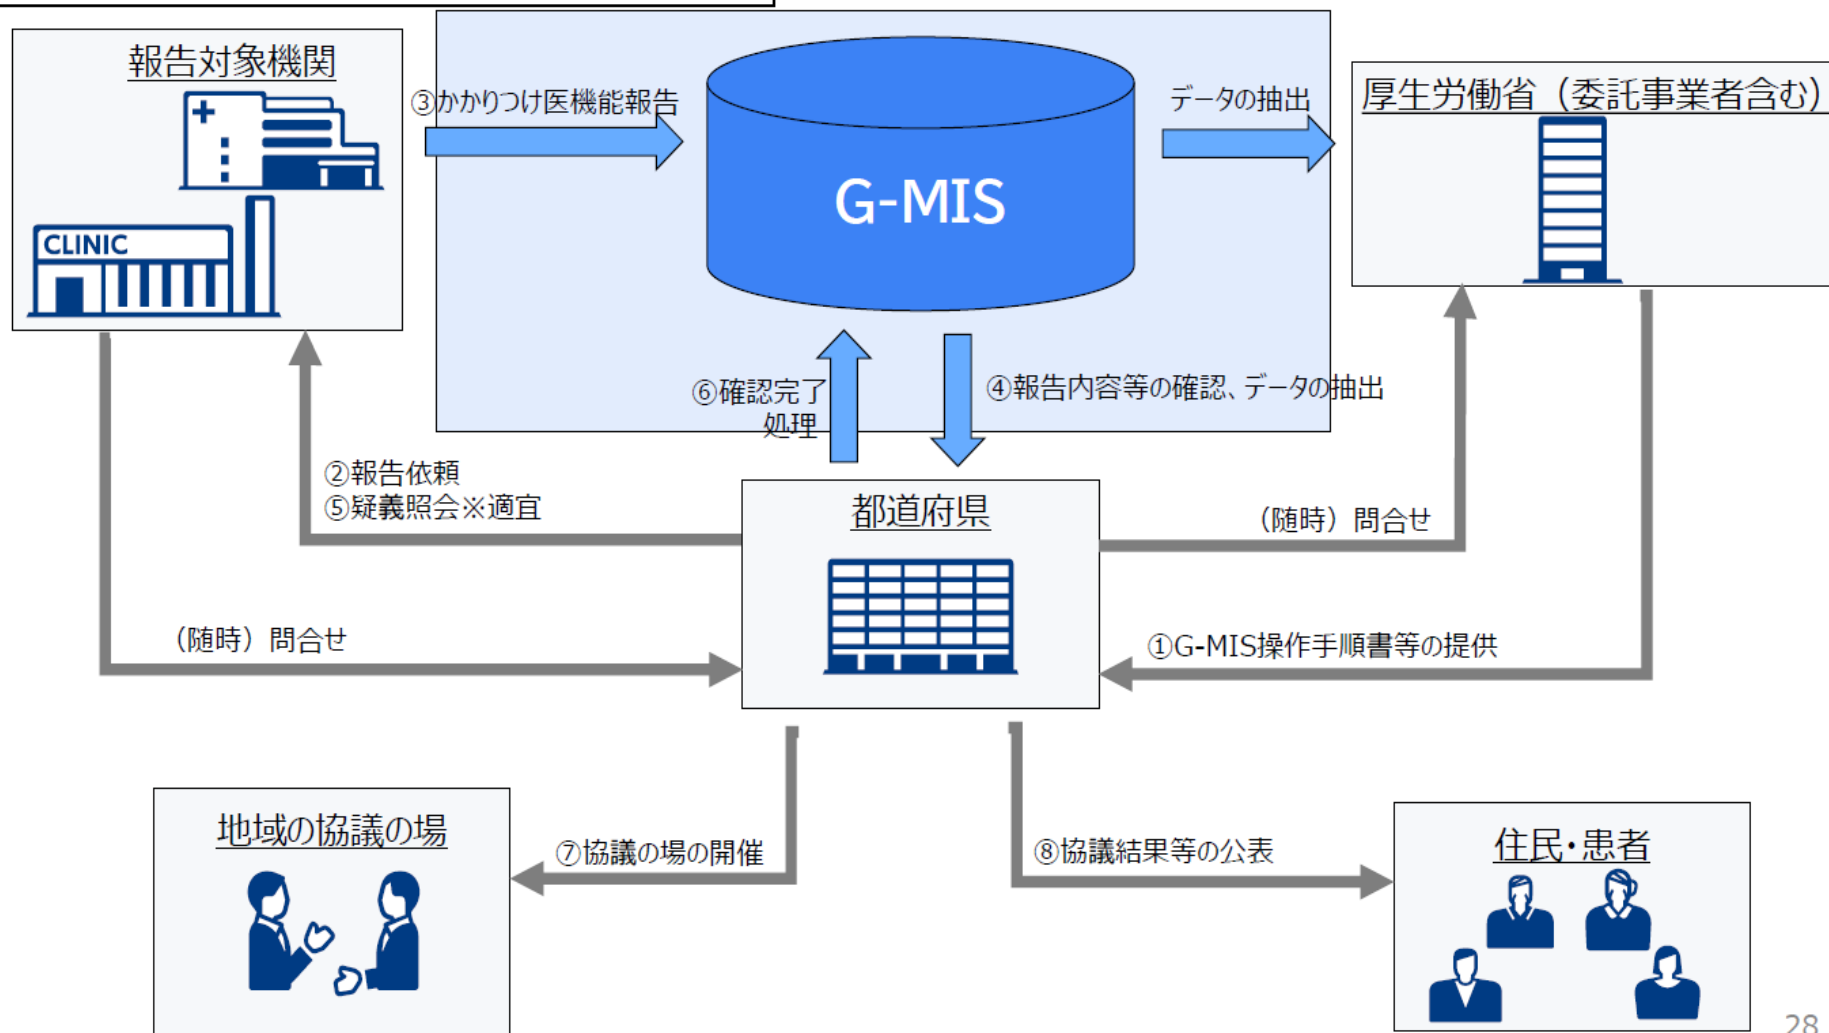 報告対象機関
CLINIC
③かかりつけ医機能報告
G-MIS
データの抽出
厚生労働省（委託事業者含む）
⑥確認完了
処理
④報告内容等の確認、データの抽出
②報告依頼
⑤疑義照会※適宜
都道府県
（随時）問合せ
（随時）問合せ
①G-MIS操作手順書等の提供
地域の協議の場
⑦協議の場の開催
⑧協議結果等の公表
住民・患者
28